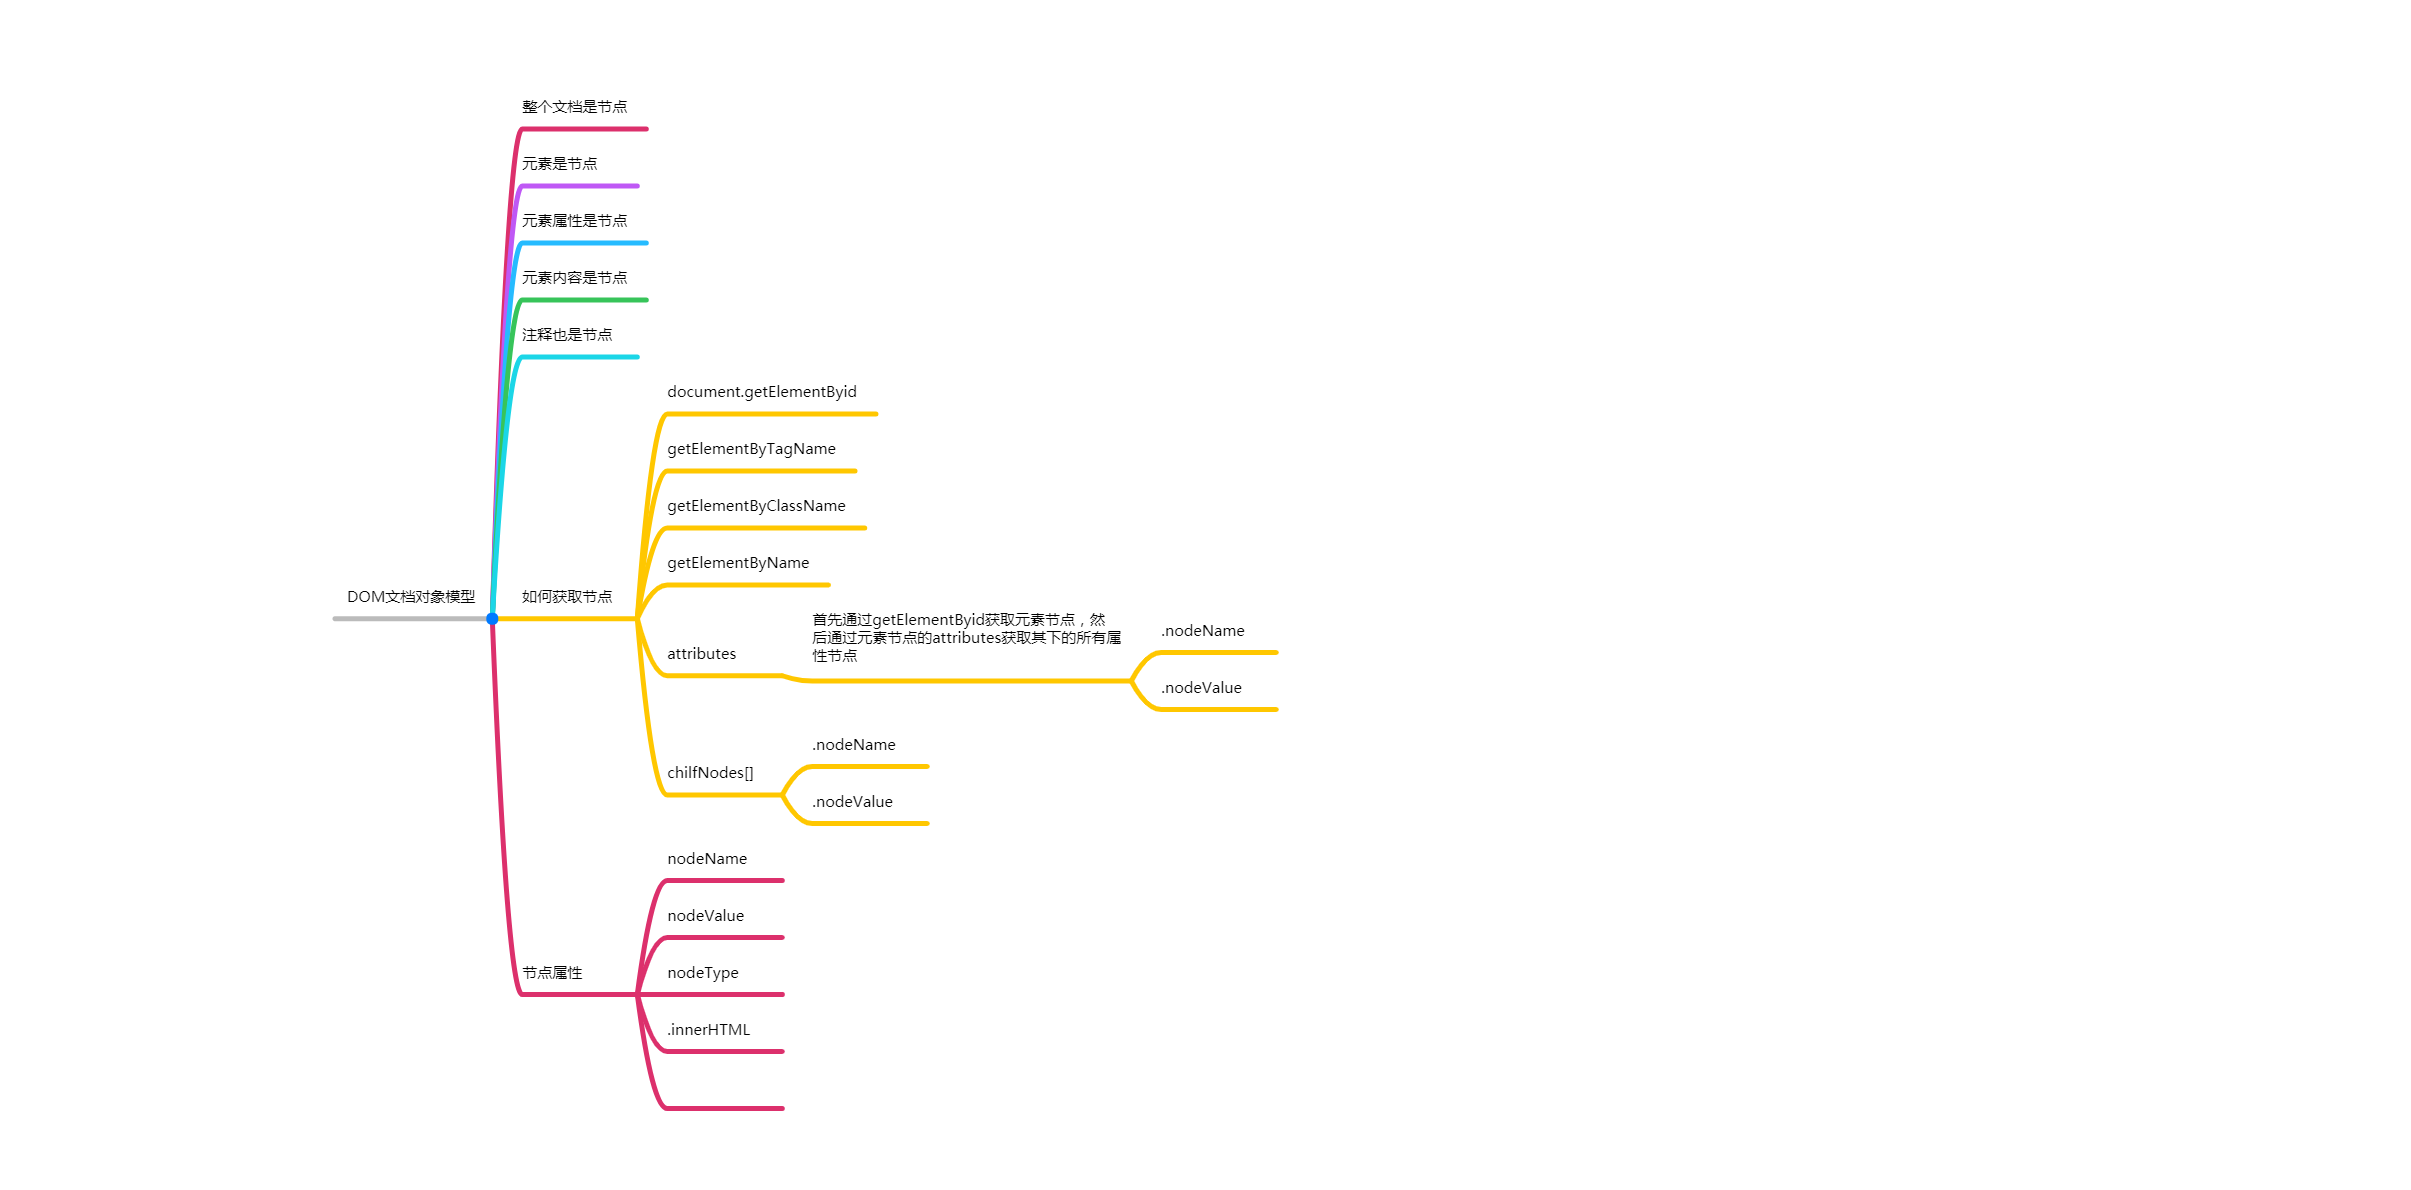 整个文档是节点
元素是节点
元素属性是节点
元素内容是节点
注释也是节点
DOM文档对象模型
如何获取节点
document.getElementByid
getElementByTagName
getElementByClassName
getElementByName
attributes
首先通过getElementByid获取元素节点，然
后通过元素节点的attributes获取其下的所有属
性节点
.nodeName
.nodeValue
chilfNodes[]
.nodeName
.nodeValue
节点属性
nodeName
nodeValue
nodeType
.innerHTML